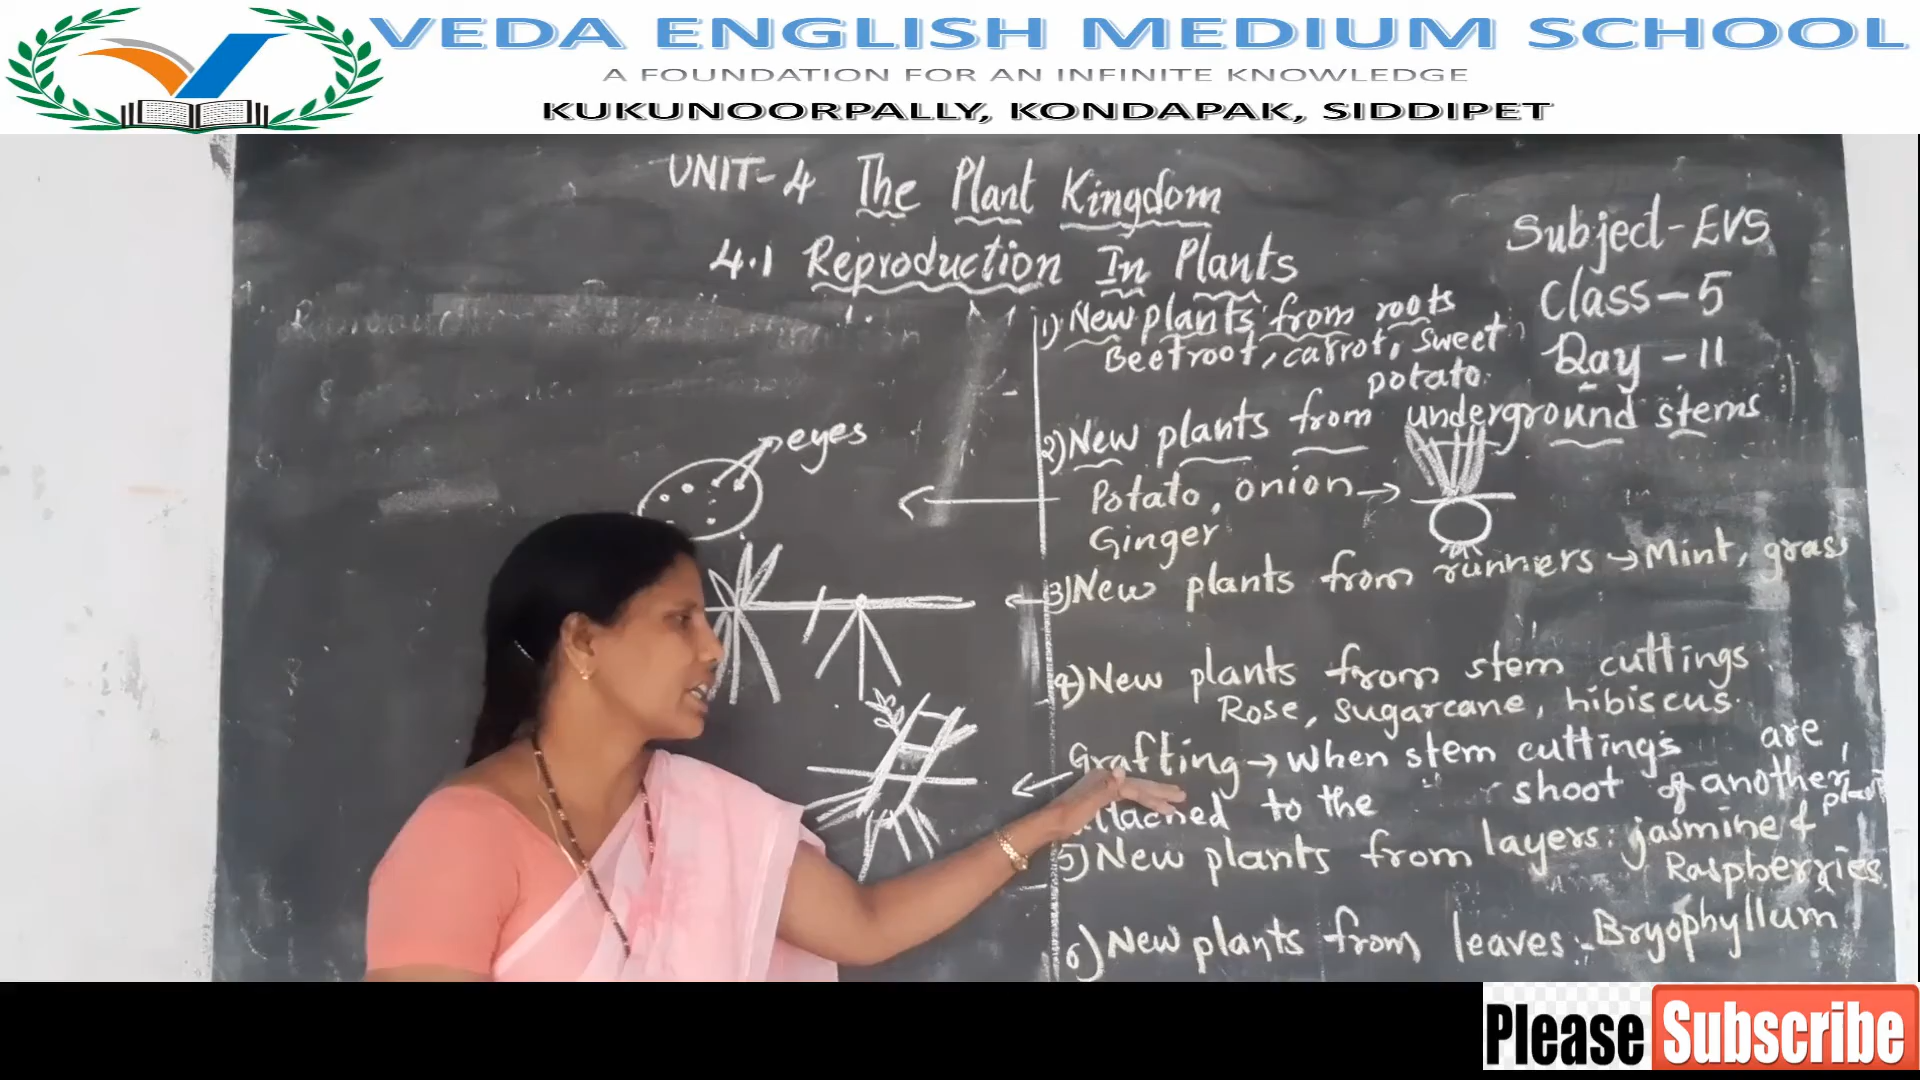 VEDA ENGLISH MEDIUM SCHOOL
A FOUNDATION FOR AN INFINITE KNOWLEDGE
KUKUNOORPALLY, KONDAPAK, SIDDIPET
UNIT-4 The Plant Kingdom
4.1 Reproduction In Plants
Subject-EVS
Class-5
Day-11
1) New plants from roots
Beetroot, carrot, sweet
potato.
2) New plants from underground stems
Potato, onion →
Ginger
3) New plants from runners → Mint, grass
4) New plants from stem cuttings
Rose, sugarcane, hibiscus.
Grafting → When stem cuttings are
attached to the shoot of another plant
5) New plants from layers: jasmine &
Raspberries.
6) New plants from leaves:- Bryophyllum
eyes
Please Subscribe